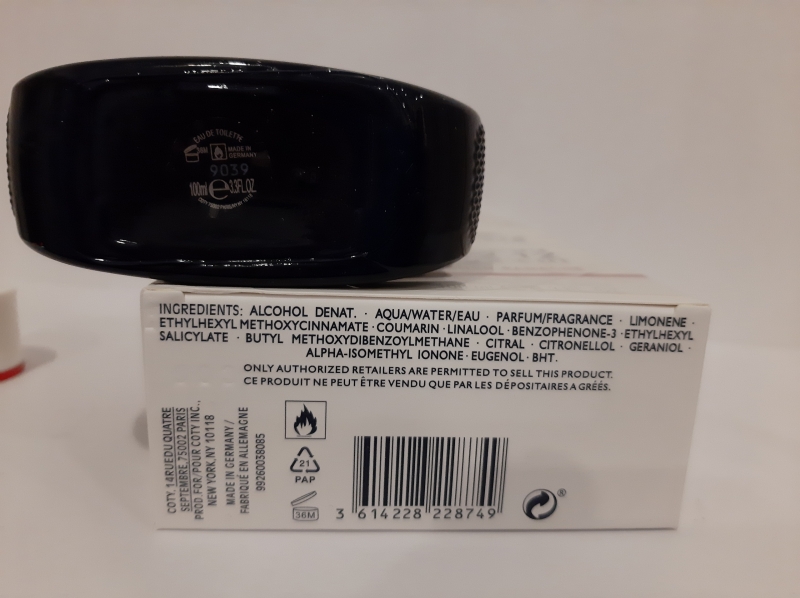 EAU DE TOILETTE
36M
MADE IN
GERMANY
9039
100ml e 3.3FL.OZ
INGREDIENTS: ALCOHOL DENAT. · AQUA/WATER/EAU · PARFUM/FRAGRANCE · LIMONENE ·
ETHYLHEXYL METHOXYCINNAMATE · COUMARIN · LINALOOL · BENZOPHENONE-3 · ETHYLHEXYL
SALICYLATE · BUTYL METHOXYDIBENZOYLMETHANE · CITRAL · CITRONELLOL · GERANIOL ·
ALPHA-ISOMETHYL IONONE · EUGENOL · BHT.
ONLY AUTHORIZED RETAILERS ARE PERMITTED TO SELL THIS PRODUCT.
CE PRODUIT NE PEUT ÊTRE VENDU QUE PAR LES DÉPOSITAIRES AGRÉÉS.
COTY, 14 RUE DU QUATRE
SEPTEMBRE, 75002 PARIS
PROD. FOR/POUR COTY INC.,
NEW YORK, NY 10118
MADE IN GERMANY/
FABRIQUÉ EN ALLEMAGNE
99260038085
21
PAP
36M
3 614228 228749
®